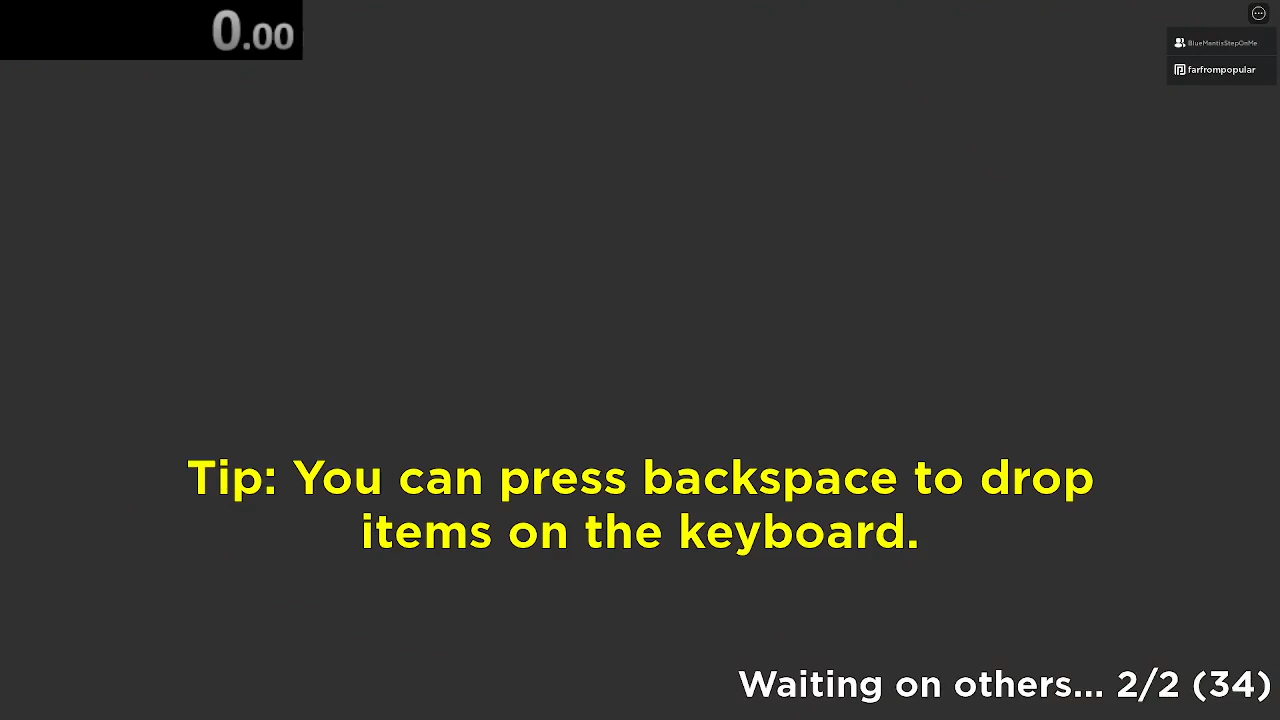 0.00
BlueMantisStepOnMe
farfrompopular
Tip: You can press backspace to drop
items on the keyboard.
Waiting on others... 2/2 (34)